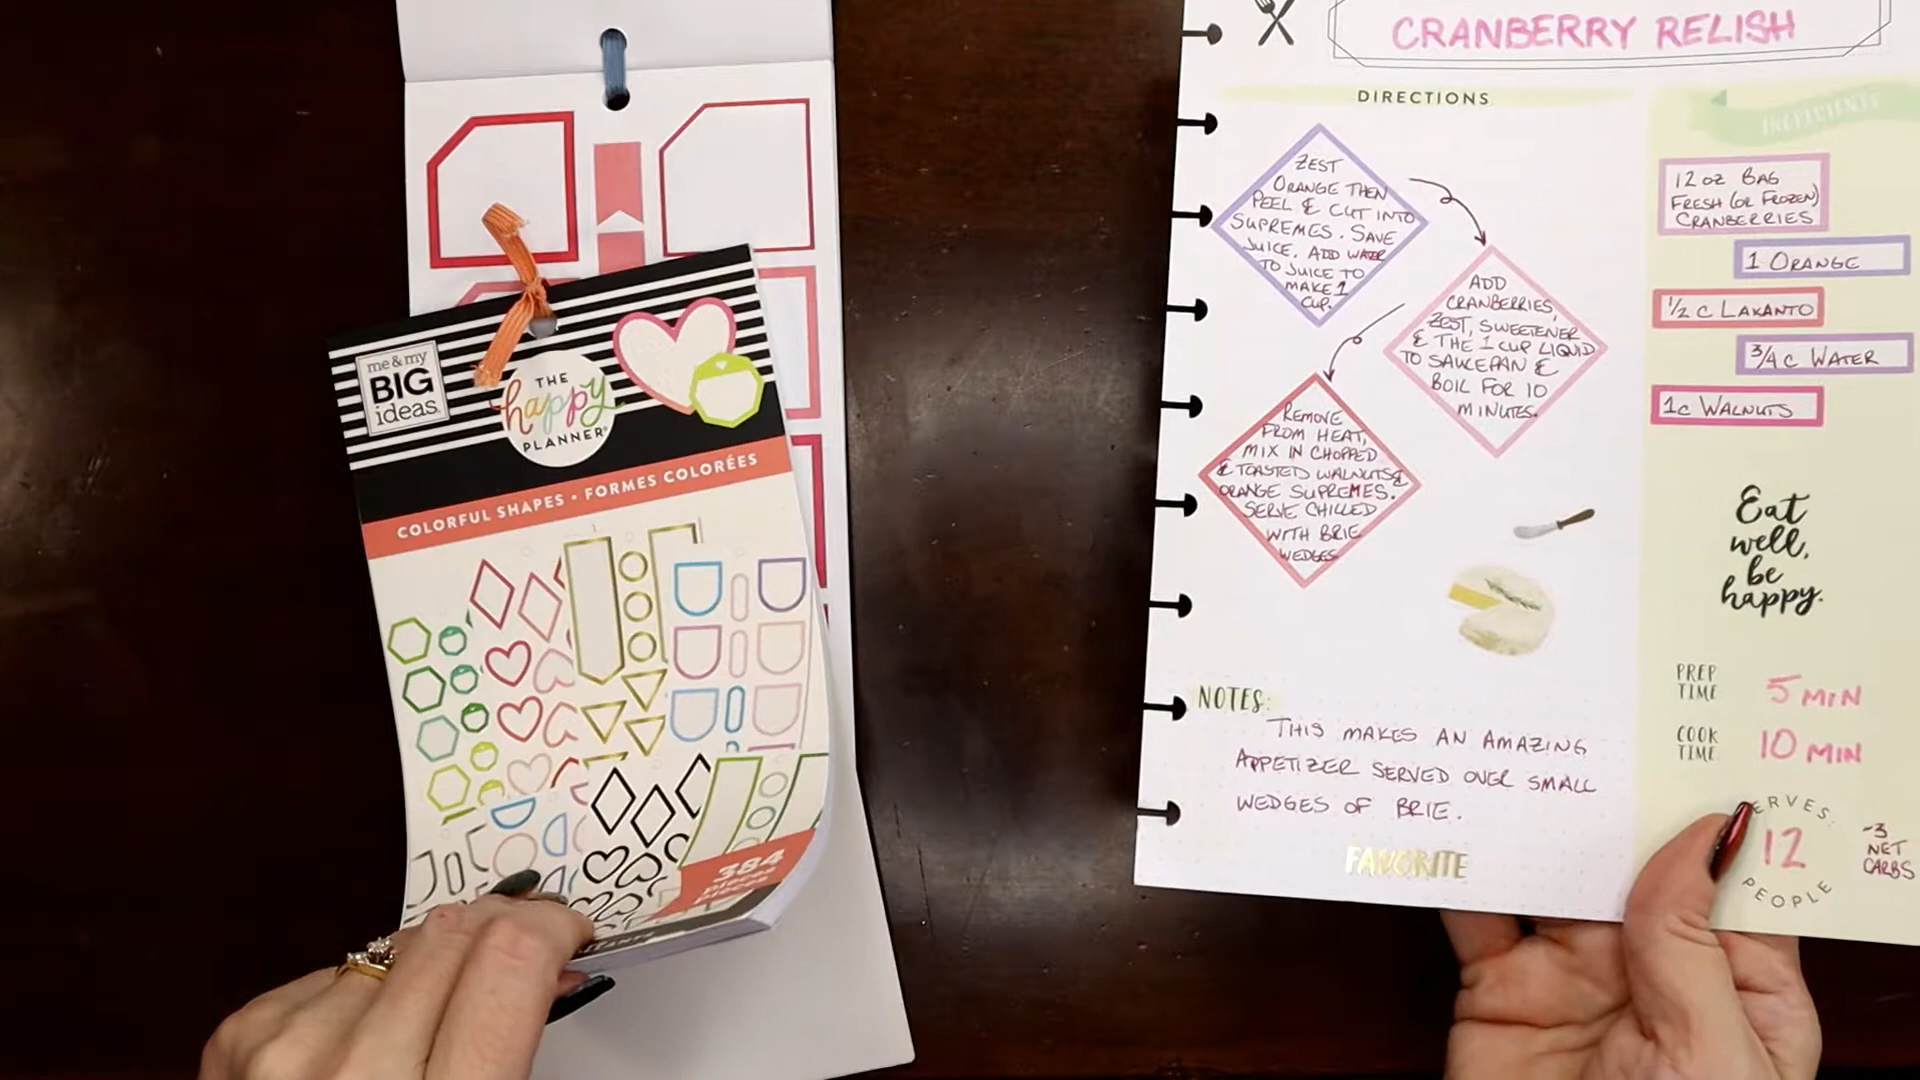 me & my
BIG
ideas.
THE
happy
PLANNER®
COLORFUL SHAPES • FORMES COLORÉES
384
pieces
pièces
CRANBERRY RELISH
DIRECTIONS
ZEST
ORANGE THEN
PEEL & CUT INTO
SUPREMES. SAVE
JUICE. ADD WATER
TO JUICE TO
MAKE 1
CUP.
ADD
CRANBERRIES,
ZEST, SWEETENER
& THE 1 CUP LIQUID
TO SAUCEPAN &
BOIL FOR 10
MINUTES.
REMOVE
FROM HEAT,
MIX IN CHOPPED
& TOASTED WALNUTS &
ORANGE SUPREMES.
SERVE CHILLED
WITH BRIE
WEDGES
NOTES:
THIS MAKES AN AMAZING
APPETIZER SERVED OVER SMALL
WEDGES OF BRIE.
FAVORITE
INGREDIENTS
12 OZ BAG
FRESH (OR FROZEN)
CRANBERRIES
1 ORANGE
1/2 C LAKANTO
3/4 C WATER
1C WALNUTS
Eat
well,
be
happy.
PREP
TIME
5 MIN
COOK
TIME
10 MIN
SERVES:
12
PEOPLE
~3
NET
CARBS